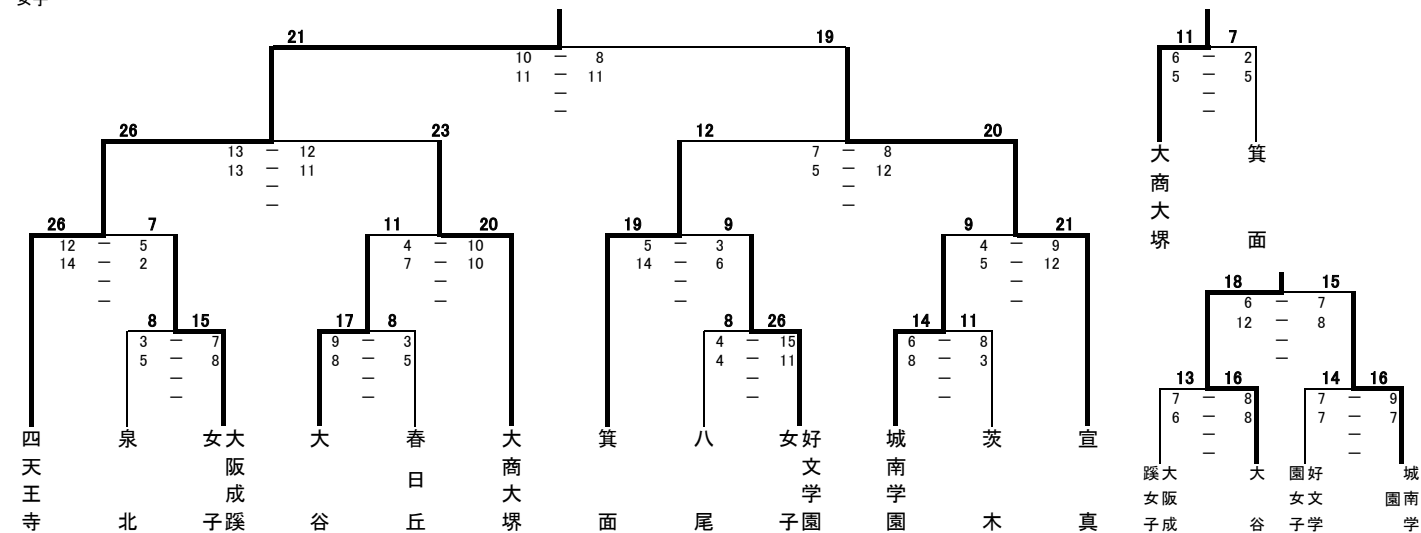 21 19 11 7
10 － 8 6 － 2
11 － 11 5 － 5
－ －
－ －
26 23 12 20
13 － 12 7 － 8
13 － 11 5 － 12
－ －
－ －
大商大堺 箕面
26 7 11 20 19 9 9 21
12 － 5 4 － 10 5 － 3 4 － 9
14 － 2 7 － 10 14 － 6 5 － 12
－ － － －
－ － － －
18 15
6 － 7
12 － 8
－
－
8 15 17 8 8 26 14 11
3 － 7 9 － 3 4 － 15 6 － 8
5 － 8 8 － 5 4 － 11 8 － 3
－ － － －
－ － － －
13 16 14 16
7 － 8 7 － 9
6 － 8 7 － 7
－ －
－ －
四天王寺
泉北
大阪成蹊女子
大谷
春日丘
大商大堺
箕面
八尾
好文学園女子
城南学園
茨木
宣真
大阪成蹊女子
大谷
好文学園女子
城南学園